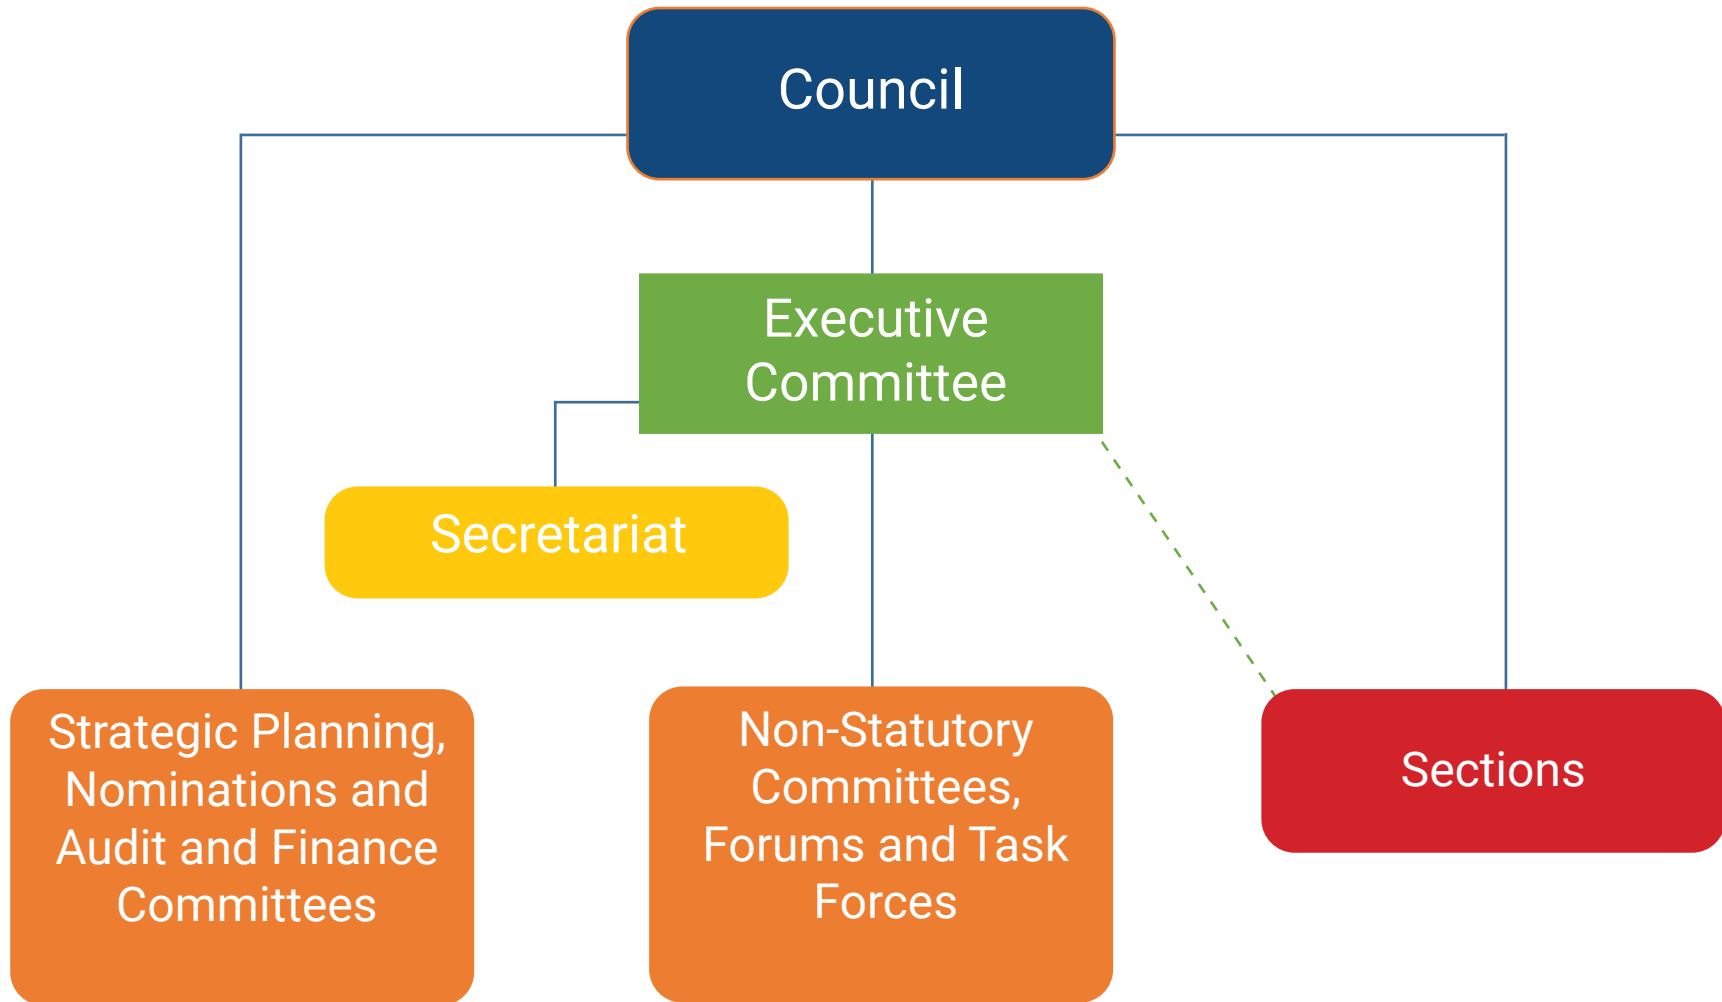 Council
Executive
Committee
Secretariat
Strategic Planning,
Nominations and
Audit and Finance
Committees
Non-Statutory
Committees,
Forums and Task
Forces
Sections